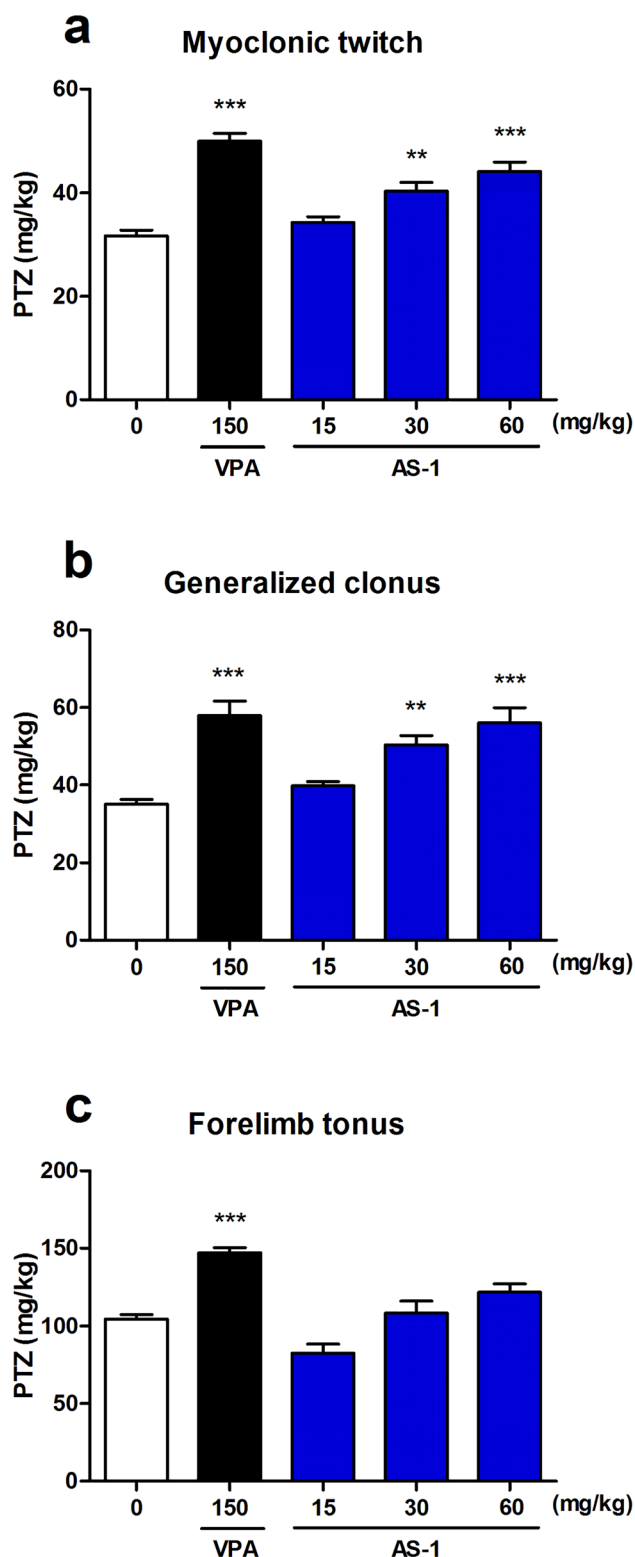 a
Myoclonic twitch
PTZ (mg/kg)
60
40
20
0
***
**
***
0 150 15 30 60 (mg/kg)
VPA AS-1
b
Generalized clonus
PTZ (mg/kg)
80
60
40
20
0
***
**
***
0 150 15 30 60 (mg/kg)
VPA AS-1
c
Forelimb tonus
PTZ (mg/kg)
200
150
100
50
0
***
0 150 15 30 60 (mg/kg)
VPA AS-1